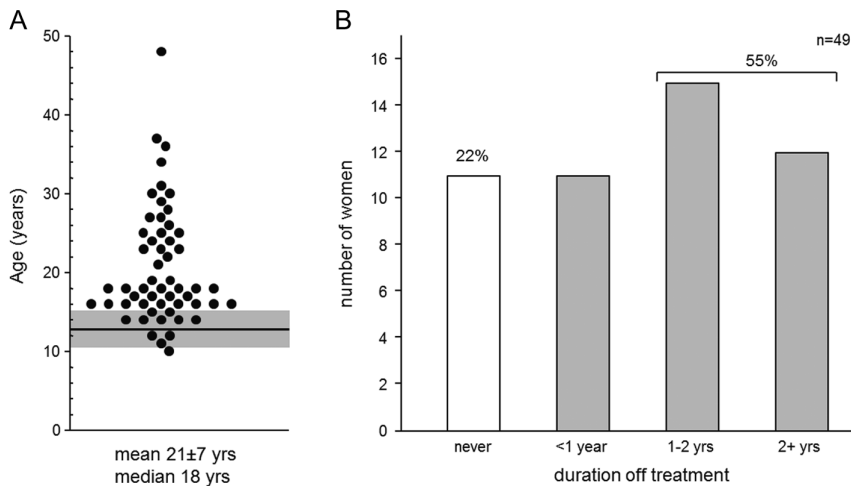 A
50
40
30
20
10
0
Age (years)
mean 21±7 yrs
median 18 yrs
B
n=49
16
14
12
10
8
6
4
2
0
number of women
22%
55%
never <1 year 1-2 yrs 2+ yrs
duration off treatment